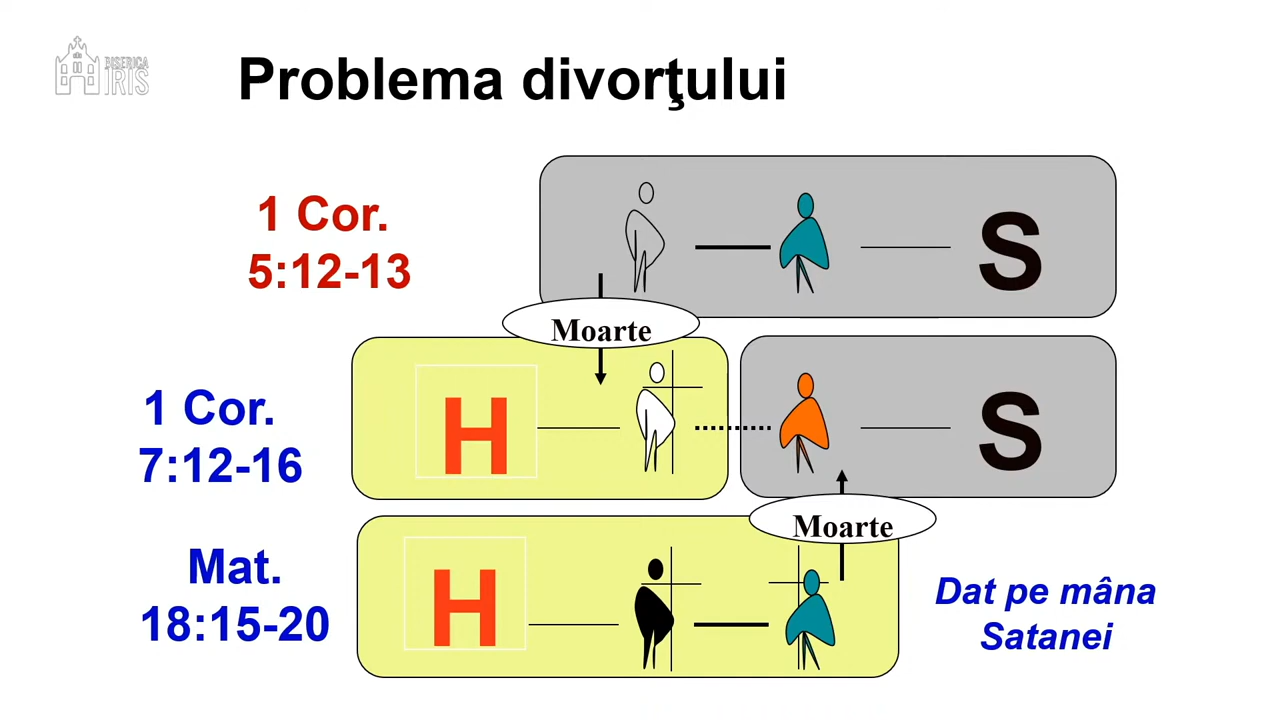 BISERICA
IRIS
Problema divorţului
1 Cor.
5:12-13
S
Moarte
1 Cor.
7:12-16
H
S
Moarte
Mat.
18:15-20
H
Dat pe mâna
Satanei